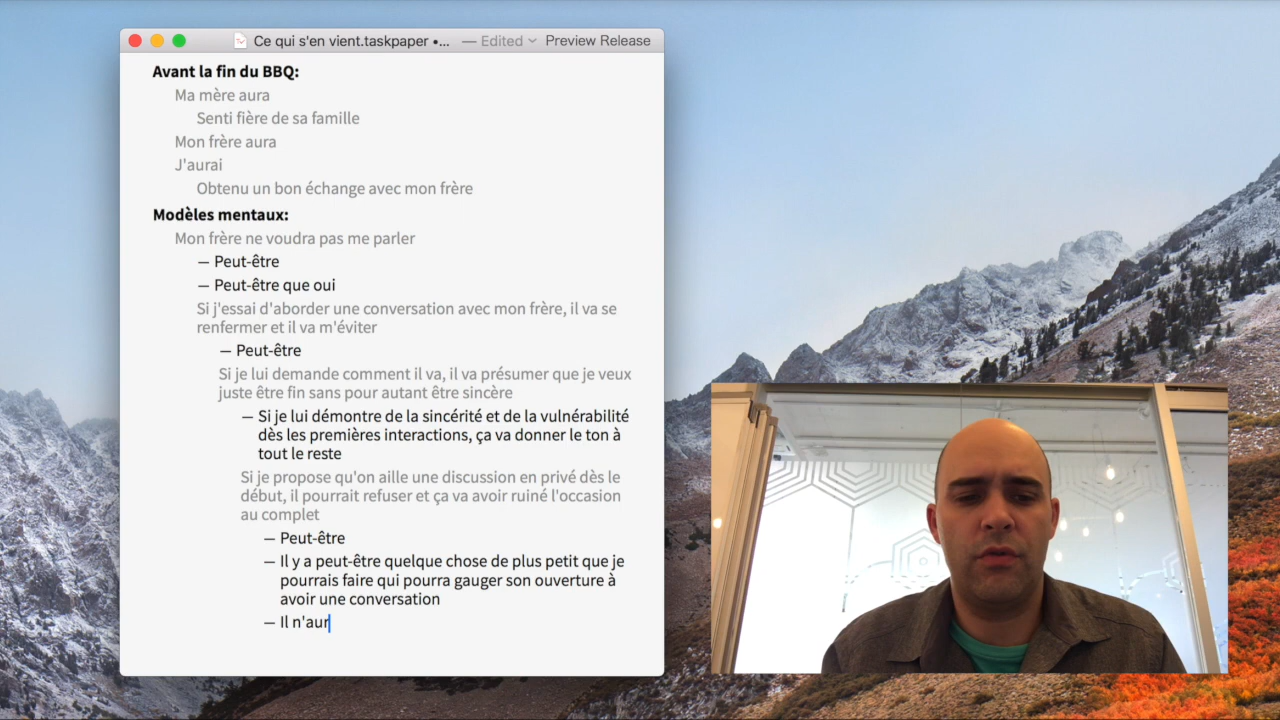 Ce qui s'en vient.taskpaper •... — Edited Preview Release
Avant la fin du BBQ:
Ma mère aura
Senti fière de sa famille
Mon frère aura
J'aurai
Obtenu un bon échange avec mon frère
Modèles mentaux:
Mon frère ne voudra pas me parler
– Peut-être
– Peut-être que oui
Si j'essai d'aborder une conversation avec mon frère, il va se
renfermer et il va m'éviter
– Peut-être
Si je lui demande comment il va, il va présumer que je veux
juste être fin sans pour autant être sincère
– Si je lui démontre de la sincérité et de la vulnérabilité
dès les premières interactions, ça va donner le ton à
tout le reste
Si je propose qu'on aille une discussion en privé dès le
début, il pourrait refuser et ça va avoir ruiné l'occasion
au complet
– Peut-être
– Il y a peut-être quelque chose de plus petit que je
pourrais faire qui pourra gauger son ouverture à
avoir une conversation
– Il n'aur